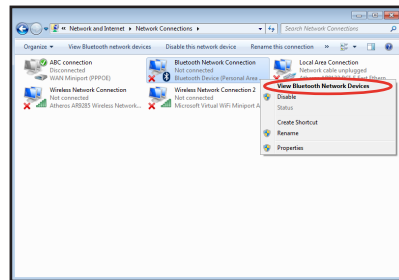 « Network and Internet ▸ Network Connections ▸
Search Network Connections
Organize ▾ View Bluetooth network devices Disable this network device Rename this connection »
ABC connection
Disconnected
WAN Miniport (PPPOE)
Bluetooth Network Connection
Not connected
Bluetooth Device (Personal Area
Local Area Connection
Network cable unplugged
Wireless Network Connection
Not connected
Atheros AR9285 Wireless Network...
Wireless Network Connection 2
Not connected
Microsoft Virtual WiFi Miniport A
View Bluetooth Network Devices
Disable
Status
Create Shortcut
Rename
Properties